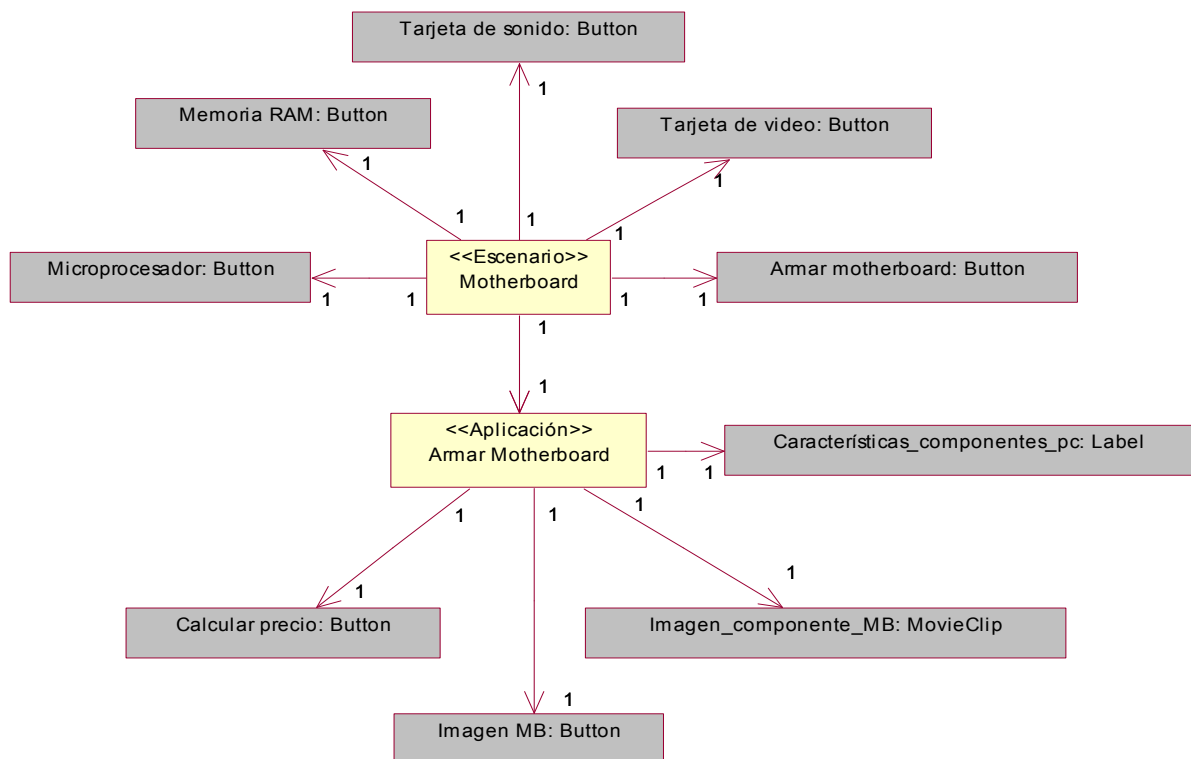 Tarjeta de sonido: Button
1
Memoria RAM: Button
Tarjeta de video: Button
1
1
1
1
1
<<Escenario>>
Motherboard
Microprocesador: Button
Armar motherboard: Button
1
1
1
1
1
1
<<Aplicación>>
Armar Motherboard
Características_componentes_pc: Label
1
1
1
1
1
1
1
Calcular precio: Button
Imagen_componente_MB: MovieClip
1
Imagen MB: Button